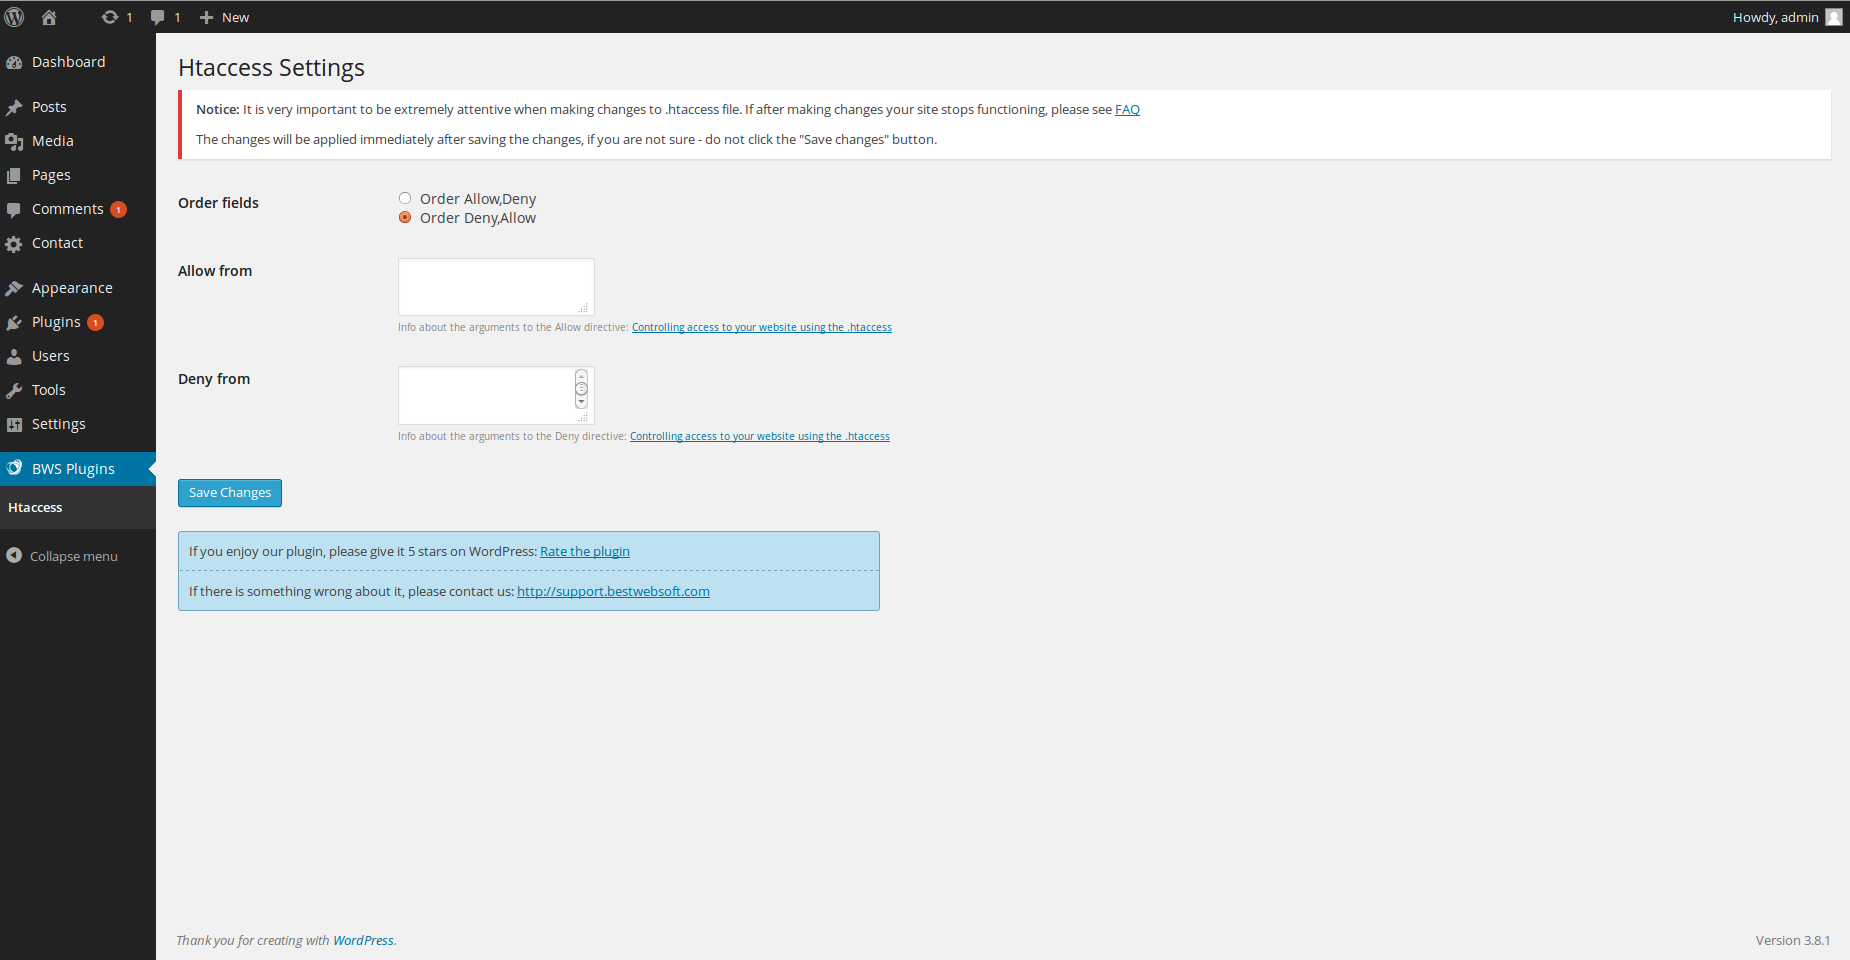 1 1 New Howdy, admin
Dashboard
Posts
Media
Pages
Comments 1
Contact
Appearance
Plugins 1
Users
Tools
Settings
BWS Plugins
Htaccess
Collapse menu
Htaccess Settings
Notice: It is very important to be extremely attentive when making changes to .htaccess file. If after making changes your site stops functioning, please see FAQ
The changes will be applied immediately after saving the changes, if you are not sure - do not click the "Save changes" button.
Order fields
Order Allow,Deny
Order Deny,Allow
Allow from
Info about the arguments to the Allow directive: Controlling access to your website using the .htaccess
Deny from
Info about the arguments to the Deny directive: Controlling access to your website using the .htaccess
Save Changes
If you enjoy our plugin, please give it 5 stars on WordPress: Rate the plugin
If there is something wrong about it, please contact us: http://support.bestwebsoft.com
Thank you for creating with WordPress. Version 3.8.1